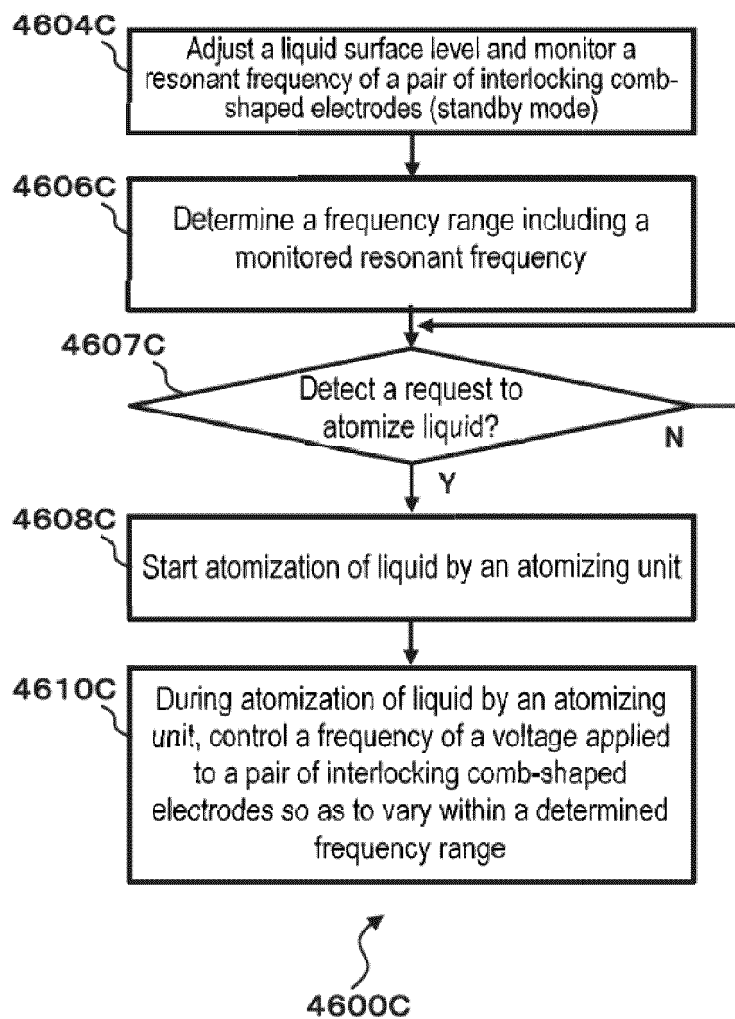 4604C
Adjust a liquid surface level and monitor a
resonant frequency of a pair of interlocking comb-
shaped electrodes (standby mode)
4606C
Determine a frequency range including a
monitored resonant frequency
4607C
Detect a request to
atomize liquid?
N
Y
4608C
Start atomization of liquid by an atomizing unit
4610C
During atomization of liquid by an atomizing
unit, control a frequency of a voltage applied
to a pair of interlocking comb-shaped
electrodes so as to vary within a determined
frequency range
4600C